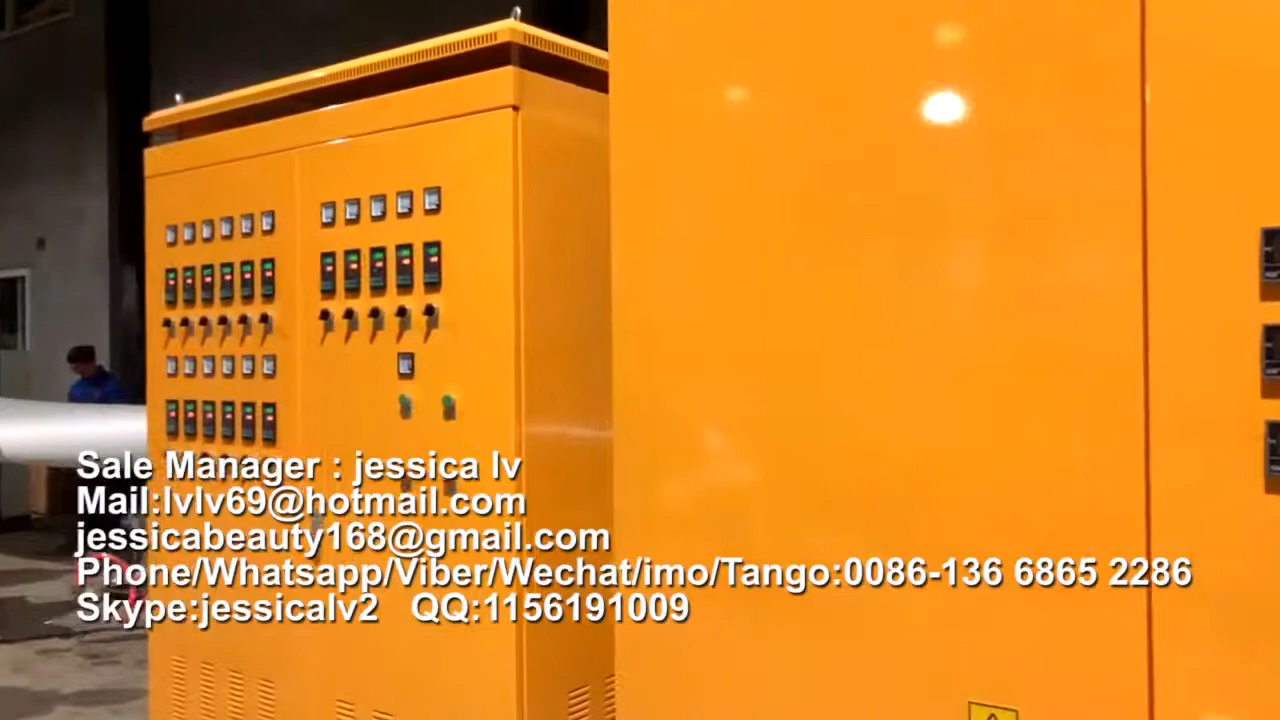 Sale Manager : jessica lv
Mail:lvlv69@hotmail.com
jessicabeauty168@gmail.com
Phone/Whatsapp/Viber/Wechat/imo/Tango:0086-136 6865 2286
Skype:jessicalv2 QQ:1156191009